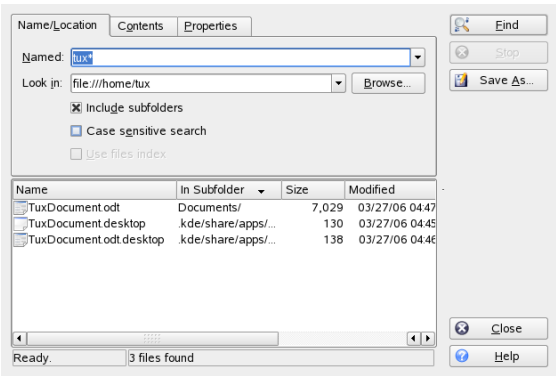 Name/Location Contents Properties
Named: tux*
Look in: file:///home/tux Browse...
Include subfolders
Case sensitive search
Use files index
Find
Stop
Save As...
Name In Subfolder Size Modified
TuxDocument.odt Documents/ 7,029 03/27/06 04:47
TuxDocument.desktop .kde/share/apps/... 130 03/27/06 04:45
TuxDocument.odt.desktop .kde/share/apps/... 138 03/27/06 04:46
Close
Ready. 3 files found
Help